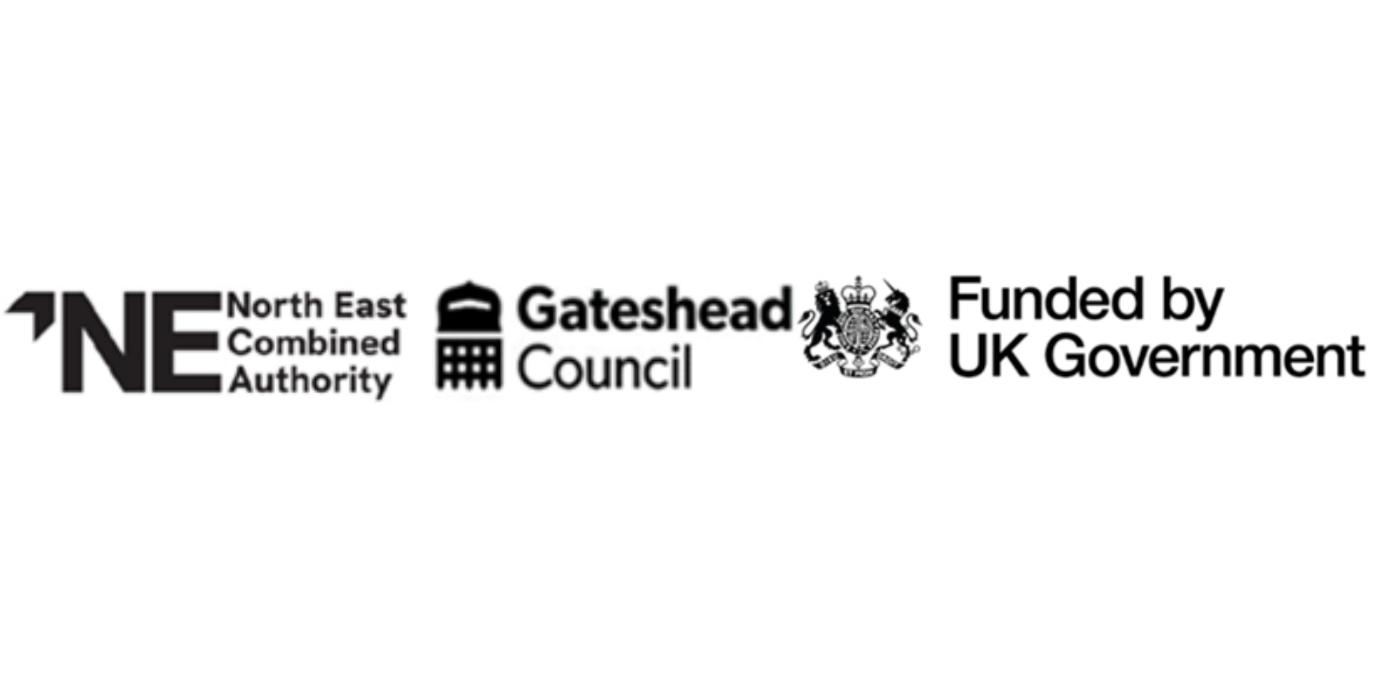 NE
North East
Combined
Authority
Gateshead
Council
Funded by
UK Government